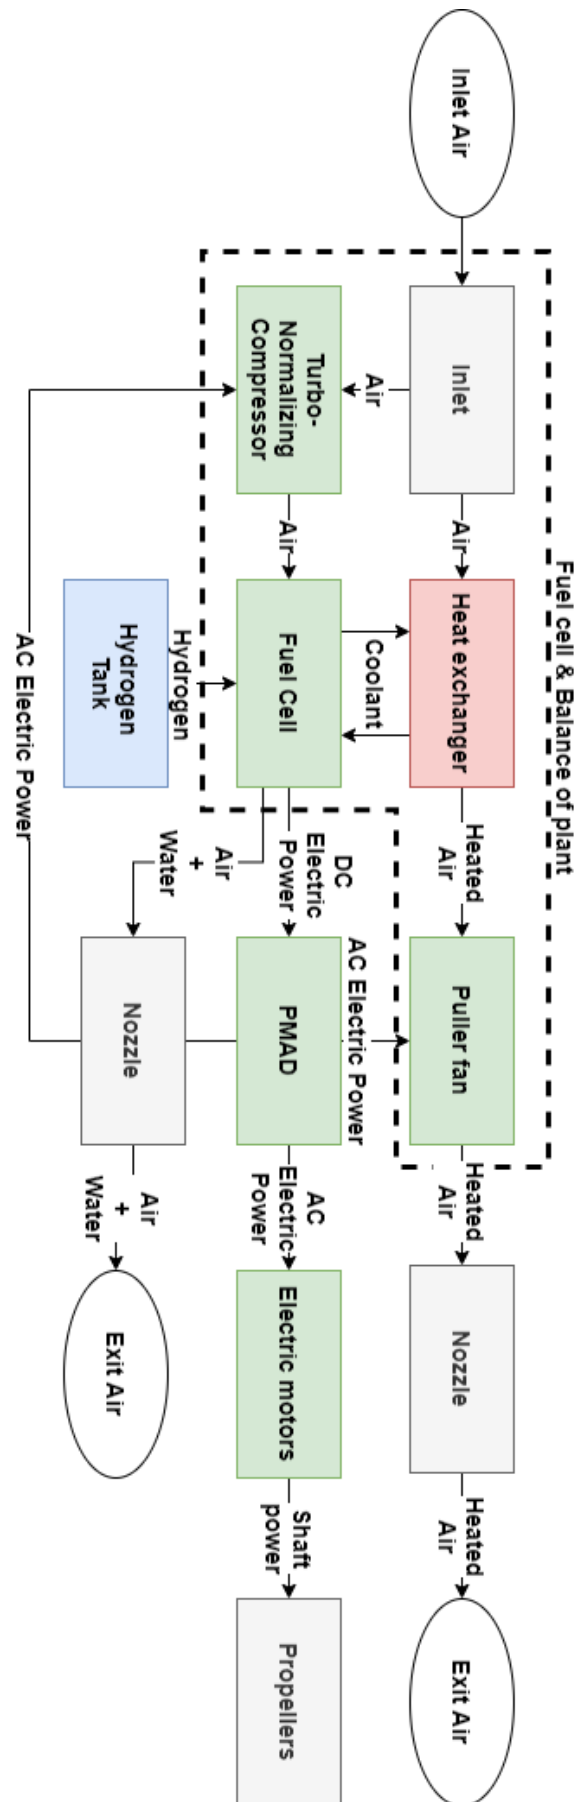 Fuel cell & Balance of plant
Inlet Air
Inlet
Air
Heat exchanger
Heated
Air
Puller fan
Heated
Air
Nozzle
Heated
Air
Exit Air
Air
Coolant
AC Electric Power
Turbo-
Normalizing
Compressor
Air
Fuel Cell
DC
Electric
Power
PMAD
AC
Electric
Power
Electric motors
Shaft
power
Propellers
Hydrogen
Air
+
Water
Hydrogen
Tank
Nozzle
Air
+
Water
Exit Air
AC Electric Power